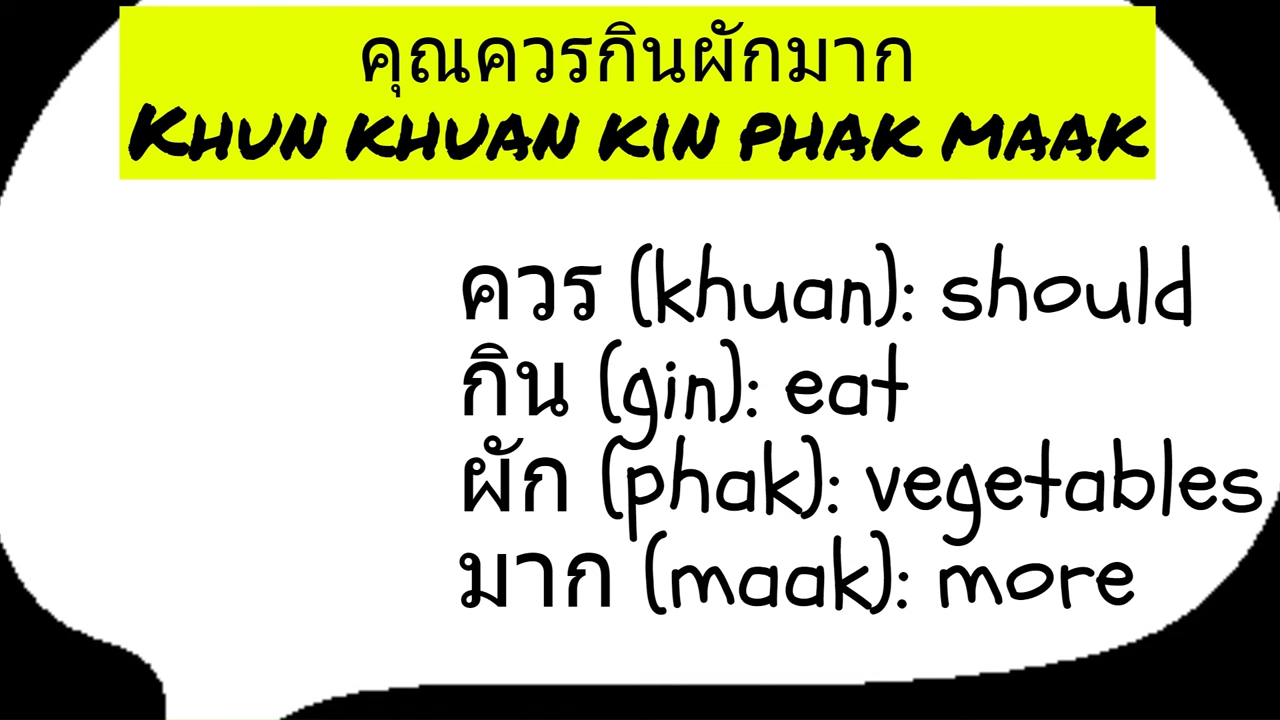 คุณควรกินผักมาก
KHUN KHUAN KIN PHAK MAAK
ควร (khuan): should
กิน (gin): eat
ผัก (phak): vegetables
มาก (maak): more